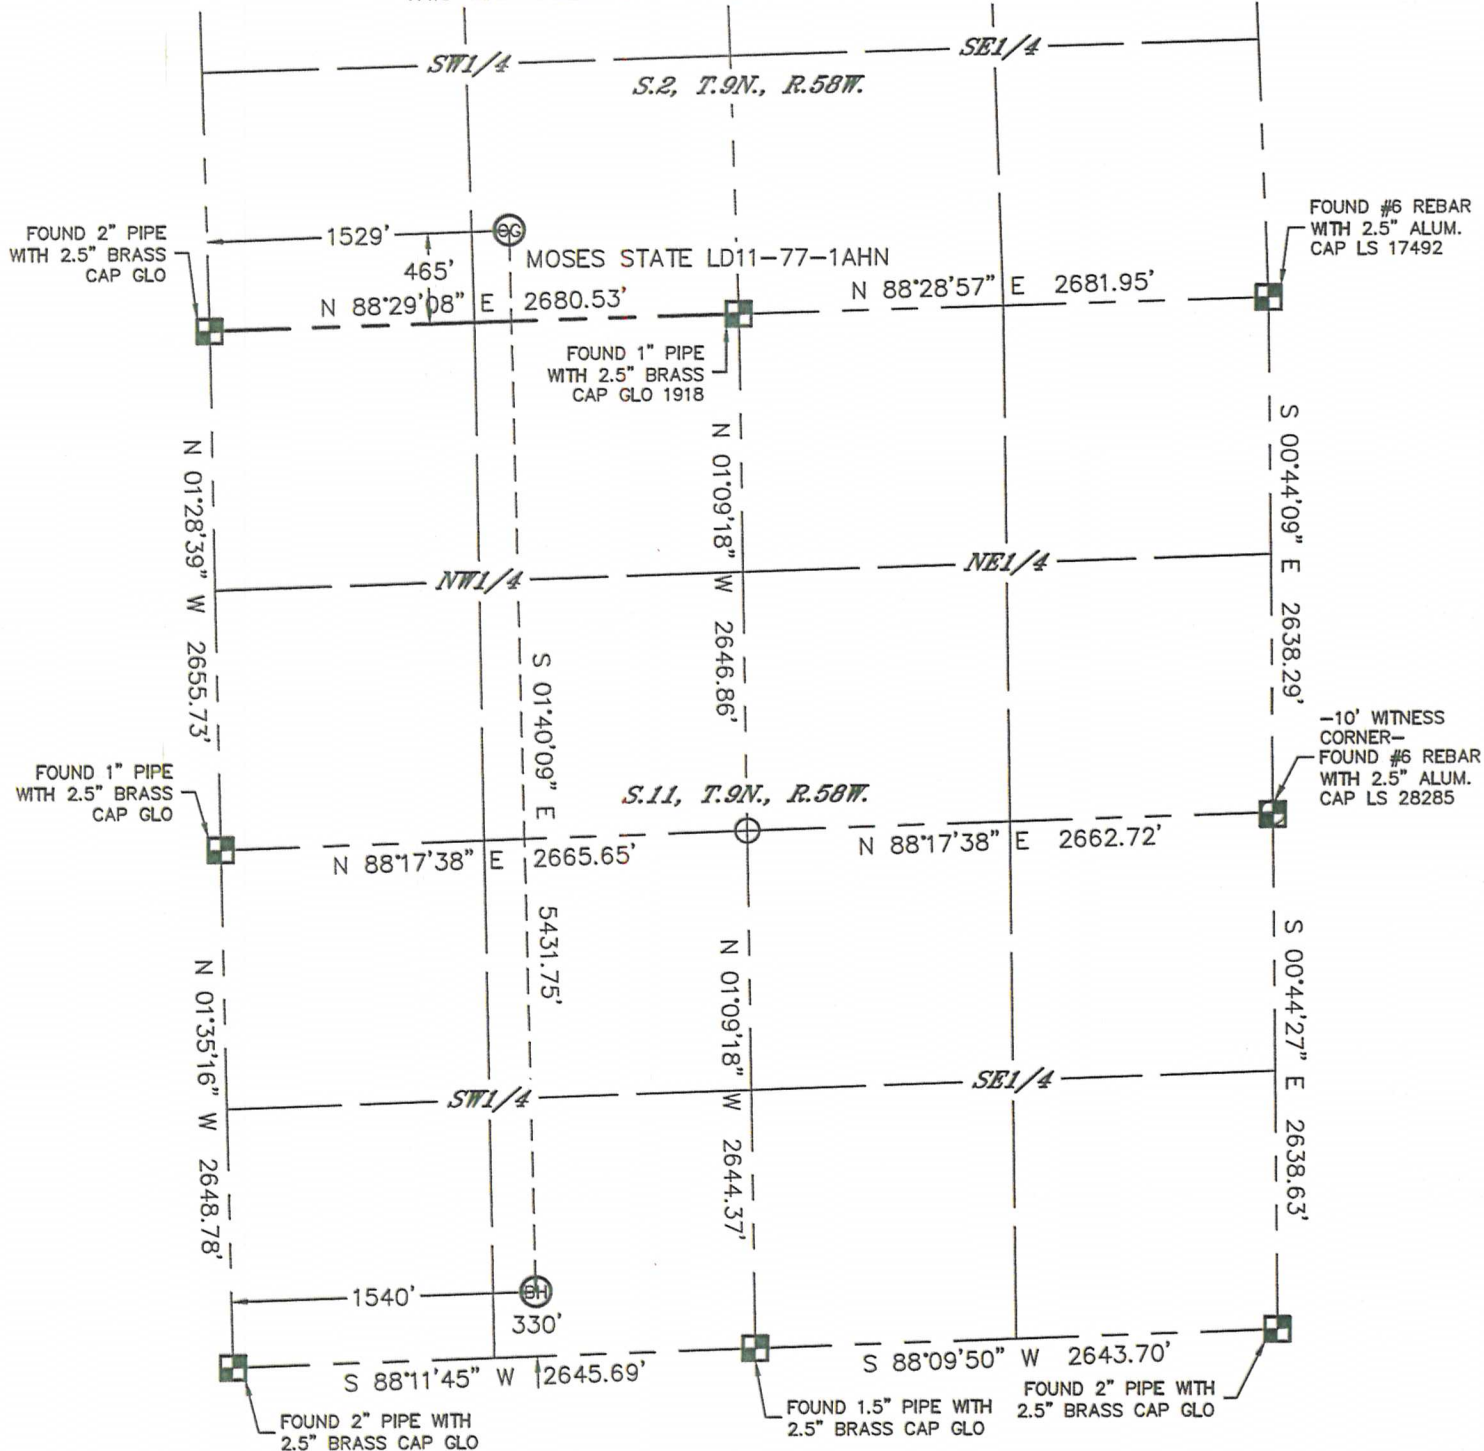 SW1/4
SE1/4
S.2, T.9N., R.58W.
FOUND 2" PIPE
WITH 2.5" BRASS
CAP GLO
1529'
465'
MOSES STATE LD11-77-1AHN
FOUND #6 REBAR
WITH 2.5" ALUM.
CAP LS 17492
N 88°29'08" E 2680.53'
N 88°28'57" E 2681.95'
FOUND 1" PIPE
WITH 2.5" BRASS
CAP GLO 1918
N 01°28'39" W 2655.73'
N 01°09'18" W 2646.86'
S 00°44'09" E 2638.29'
NW1/4
NE1/4
S 01°40'09" E 5431.75'
FOUND 1" PIPE
WITH 2.5" BRASS
CAP GLO
S.11, T.9N., R.58W.
-10' WITNESS
CORNER-
FOUND #6 REBAR
WITH 2.5" ALUM.
CAP LS 28285
N 88°17'38" E 2665.65'
N 88°17'38" E 2662.72'
N 01°35'16" W 2648.78'
N 01°09'18" W 2644.37'
S 00°44'27" E 2638.63'
SW1/4
SE1/4
1540'
BH
330'
S 88°11'45" W 2645.69'
S 88°09'50" W 2643.70'
FOUND 2" PIPE WITH
2.5" BRASS CAP GLO
FOUND 1.5" PIPE WITH
2.5" BRASS CAP GLO
FOUND 2" PIPE WITH
2.5" BRASS CAP GLO